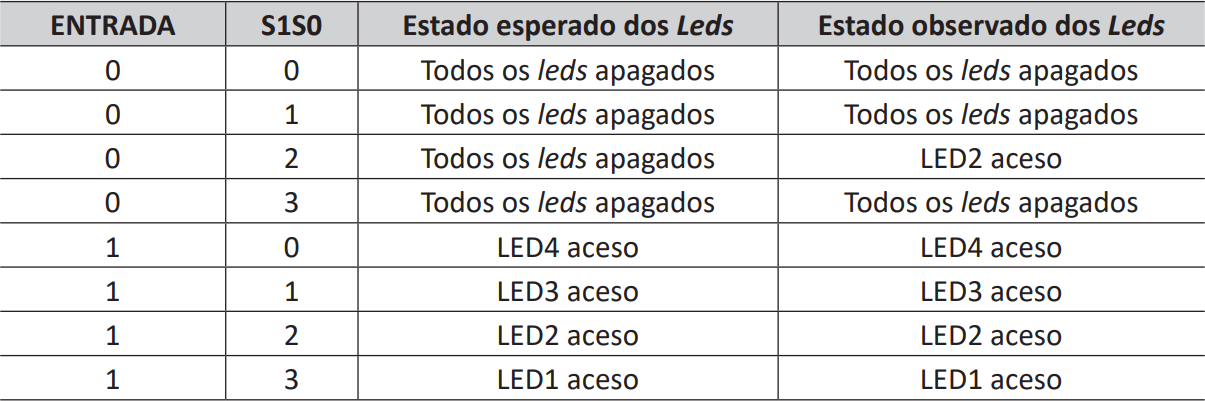 ENTRADA S1S0 Estado esperado dos Leds Estado observado dos Leds
0 0 Todos os leds apagados Todos os leds apagados
0 1 Todos os leds apagados Todos os leds apagados
0 2 Todos os leds apagados LED2 aceso
0 3 Todos os leds apagados Todos os leds apagados
1 0 LED4 aceso LED4 aceso
1 1 LED3 aceso LED3 aceso
1 2 LED2 aceso LED2 aceso
1 3 LED1 aceso LED1 aceso